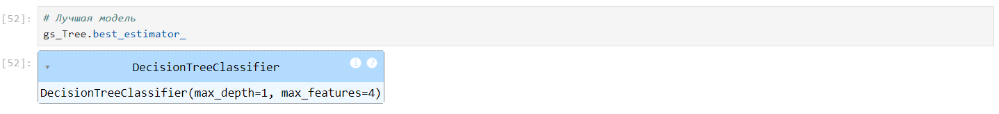 [52]:
# Лучшая модель
gs_Tree.best_estimator_
[52]:
DecisionTreeClassifier
i ?
DecisionTreeClassifier(max_depth=1, max_features=4)